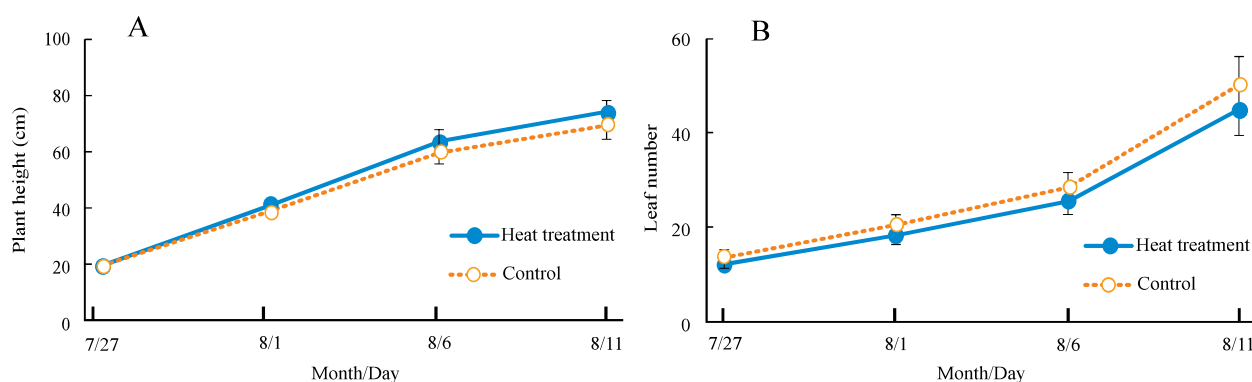 A
100
80
60
40
20
0
Plant height (cm)
Heat treatment
Control
7/27 8/1 8/6 8/11
Month/Day
B
60
40
20
0
Leaf number
Heat treatment
Control
7/27 8/1 8/6 8/11
Month/Day